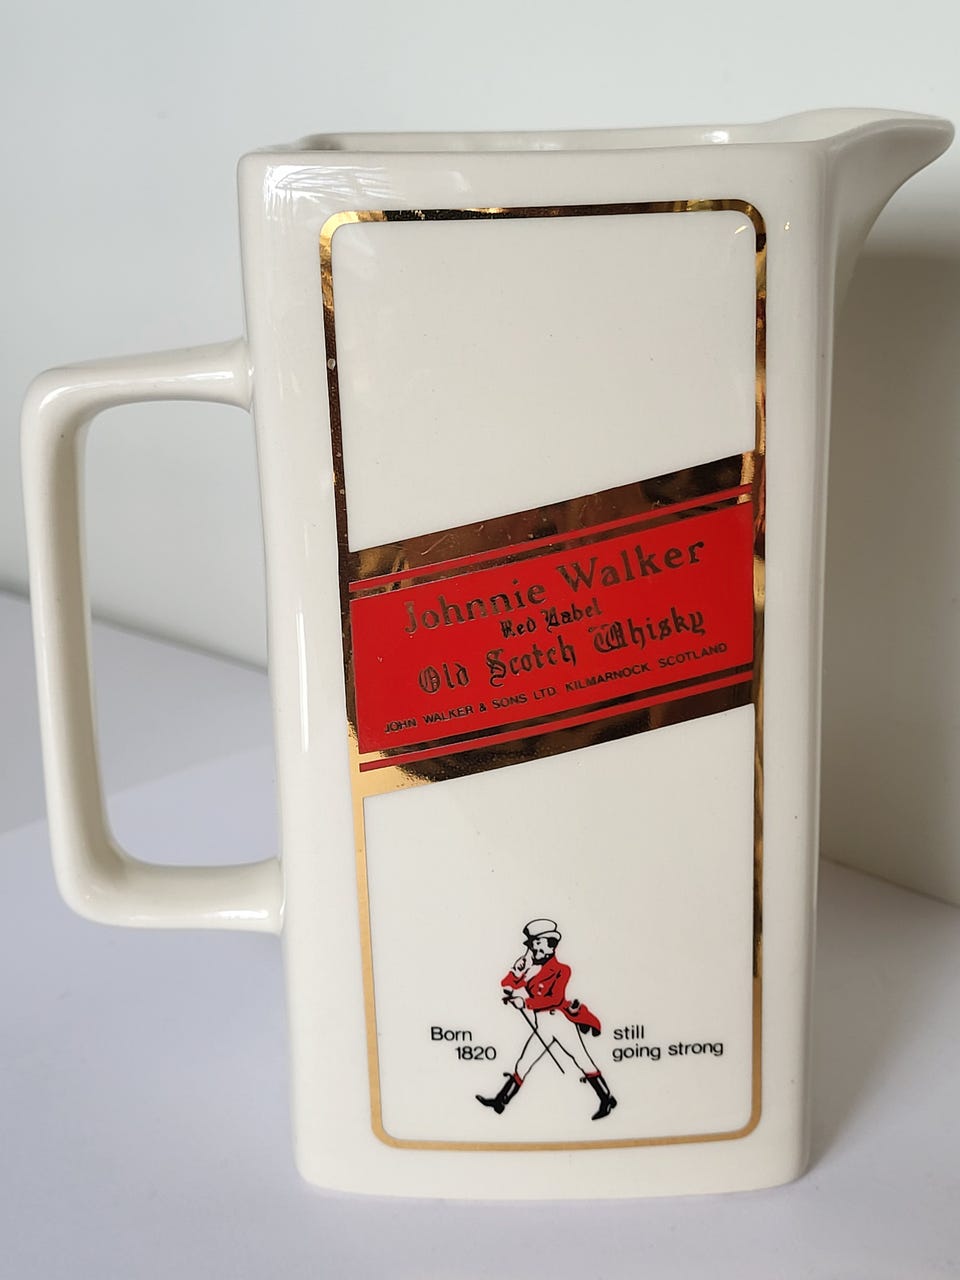 Johnnie Walker
Red Label
Old Scotch Whisky
JOHN WALKER & SONS LTD. KILMARNOCK SCOTLAND
Born
1820
still
going strong